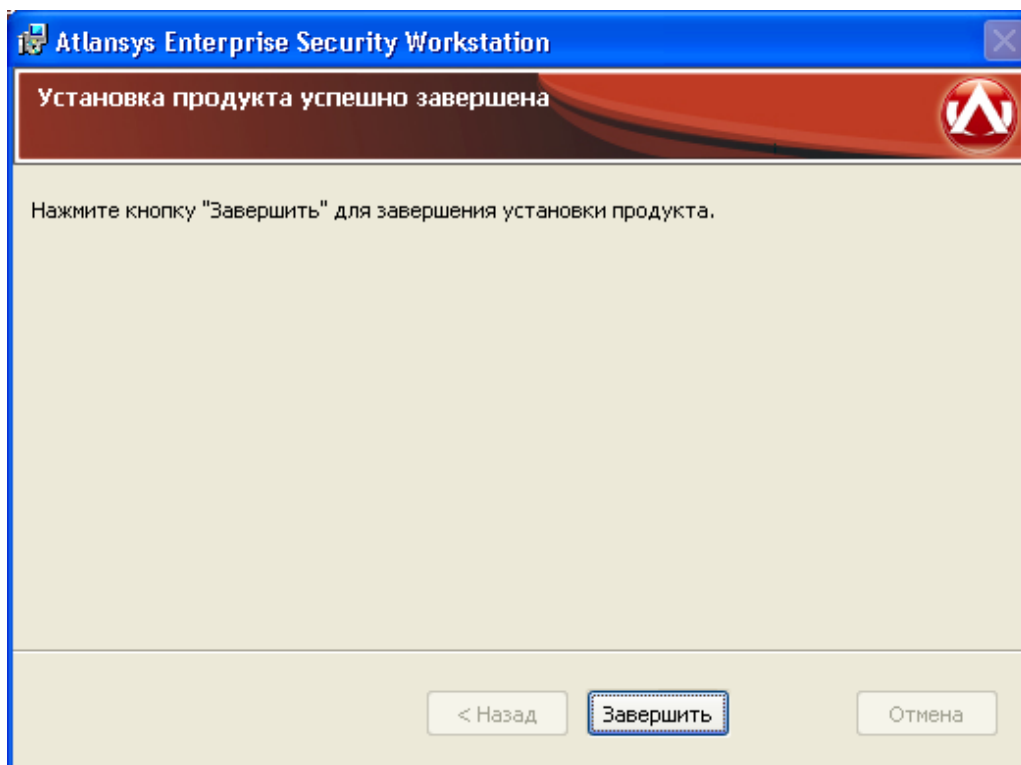 Atlansys Enterprise Security Workstation
Установка продукта успешно завершена
Нажмите кнопку "Завершить" для завершения установки продукта.
< Назад
Завершить
Отмена